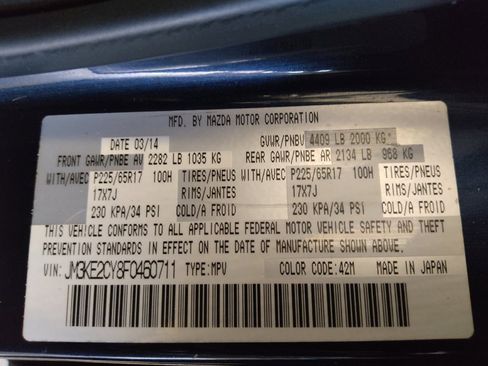 MFD. BY MAZDA MOTOR CORPORATION
DATE 03/14 GVWR/PNBV 4409 LB 2000 KG*
FRONT GAWR/PNBE AV 2282 LB 1035 KG REAR GAWR/PNBE AR 2134 LB 968 KG
WITH/AVEC P225/65R17 100H TIRES/PNEUS WITH/AVEC P225/65R17 100H TIRES/PNEUS
17X7J RIMS/JANTES 17X7J RIMS/JANTES
230 KPA/34 PSI COLD/A FROID 230 KPA/34 PSI COLD/A FROID
THIS VEHICLE CONFORMS TO ALL APPLICABLE FEDERAL MOTOR VEHICLE SAFETY AND THEFT
PREVENTION STANDARDS IN EFFECT ON THE DATE OF MANUFACTURE SHOWN ABOVE.
VIN: JM3KE2CY8F0450711 TYPE:MPV COLOR CODE:42M MADE IN JAPAN